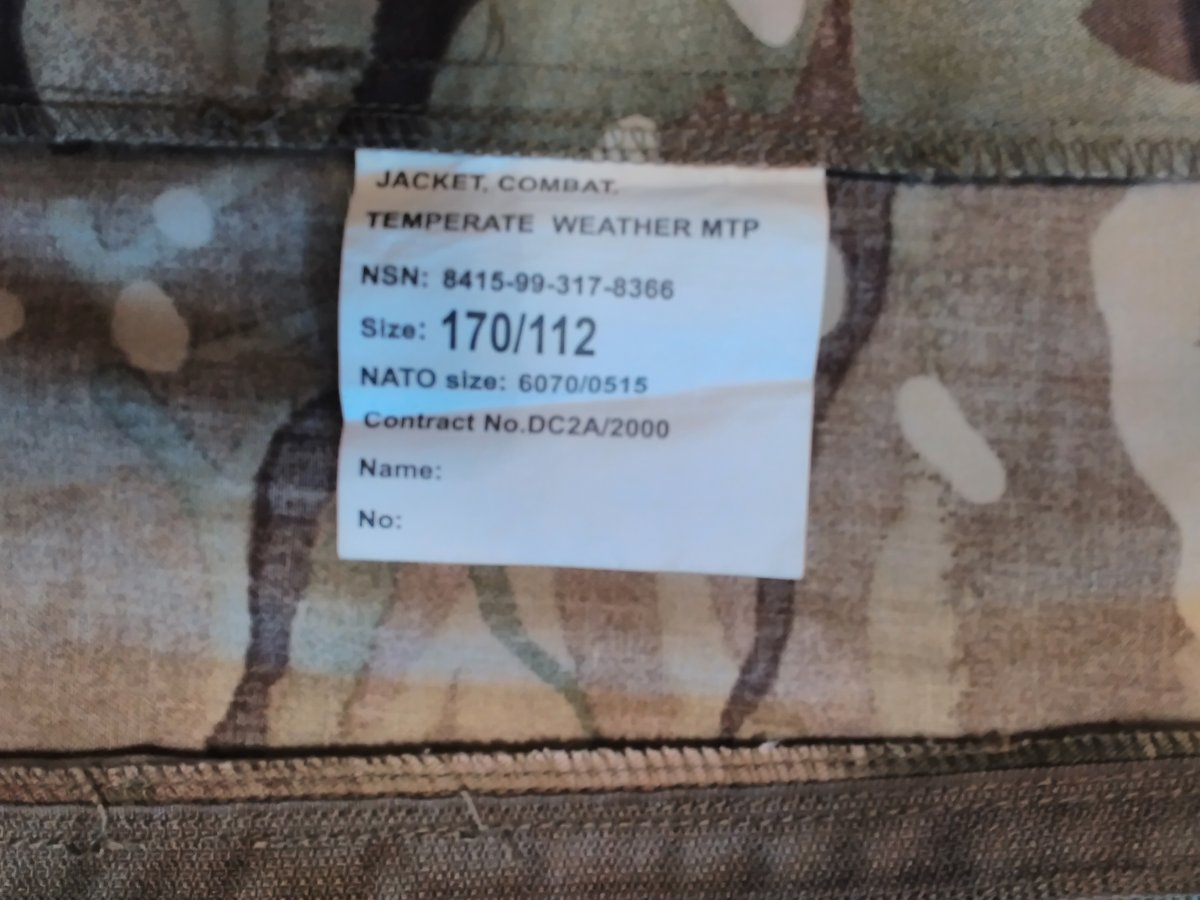 JACKET, COMBAT.
TEMPERATE WEATHER MTP
NSN: 8415-99-317-8366
Size: 170/112
NATO size: 6070/0515
Contract No.DC2A/2000
Name:
No: